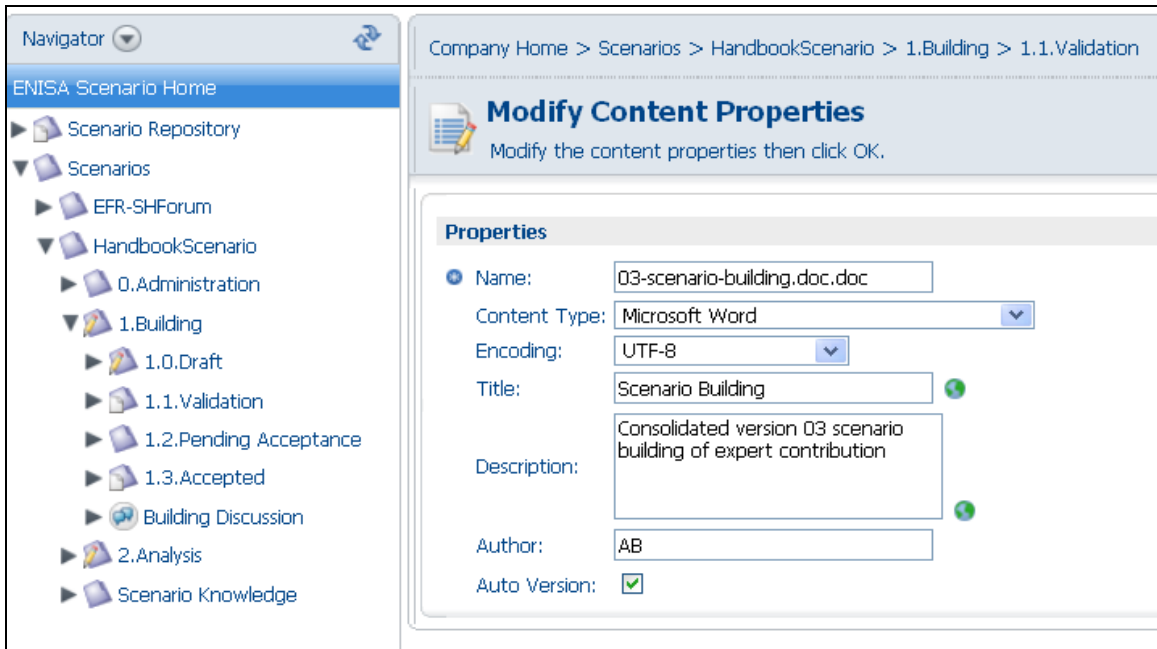 Navigator
ENISA Scenario Home
Scenario Repository
Scenarios
EFR-SHForum
HandbookScenario
0.Administration
1.Building
1.0.Draft
1.1.Validation
1.2.Pending Acceptance
1.3.Accepted
Building Discussion
2.Analysis
Scenario Knowledge
Company Home > Scenarios > HandbookScenario > 1.Building > 1.1.Validation
Modify Content Properties
Modify the content properties then click OK.
Properties
Name: 03-scenario-building.doc.doc
Content Type: Microsoft Word
Encoding: UTF-8
Title: Scenario Building
Description: Consolidated version 03 scenario
building of expert contribution
Author: AB
Auto Version: